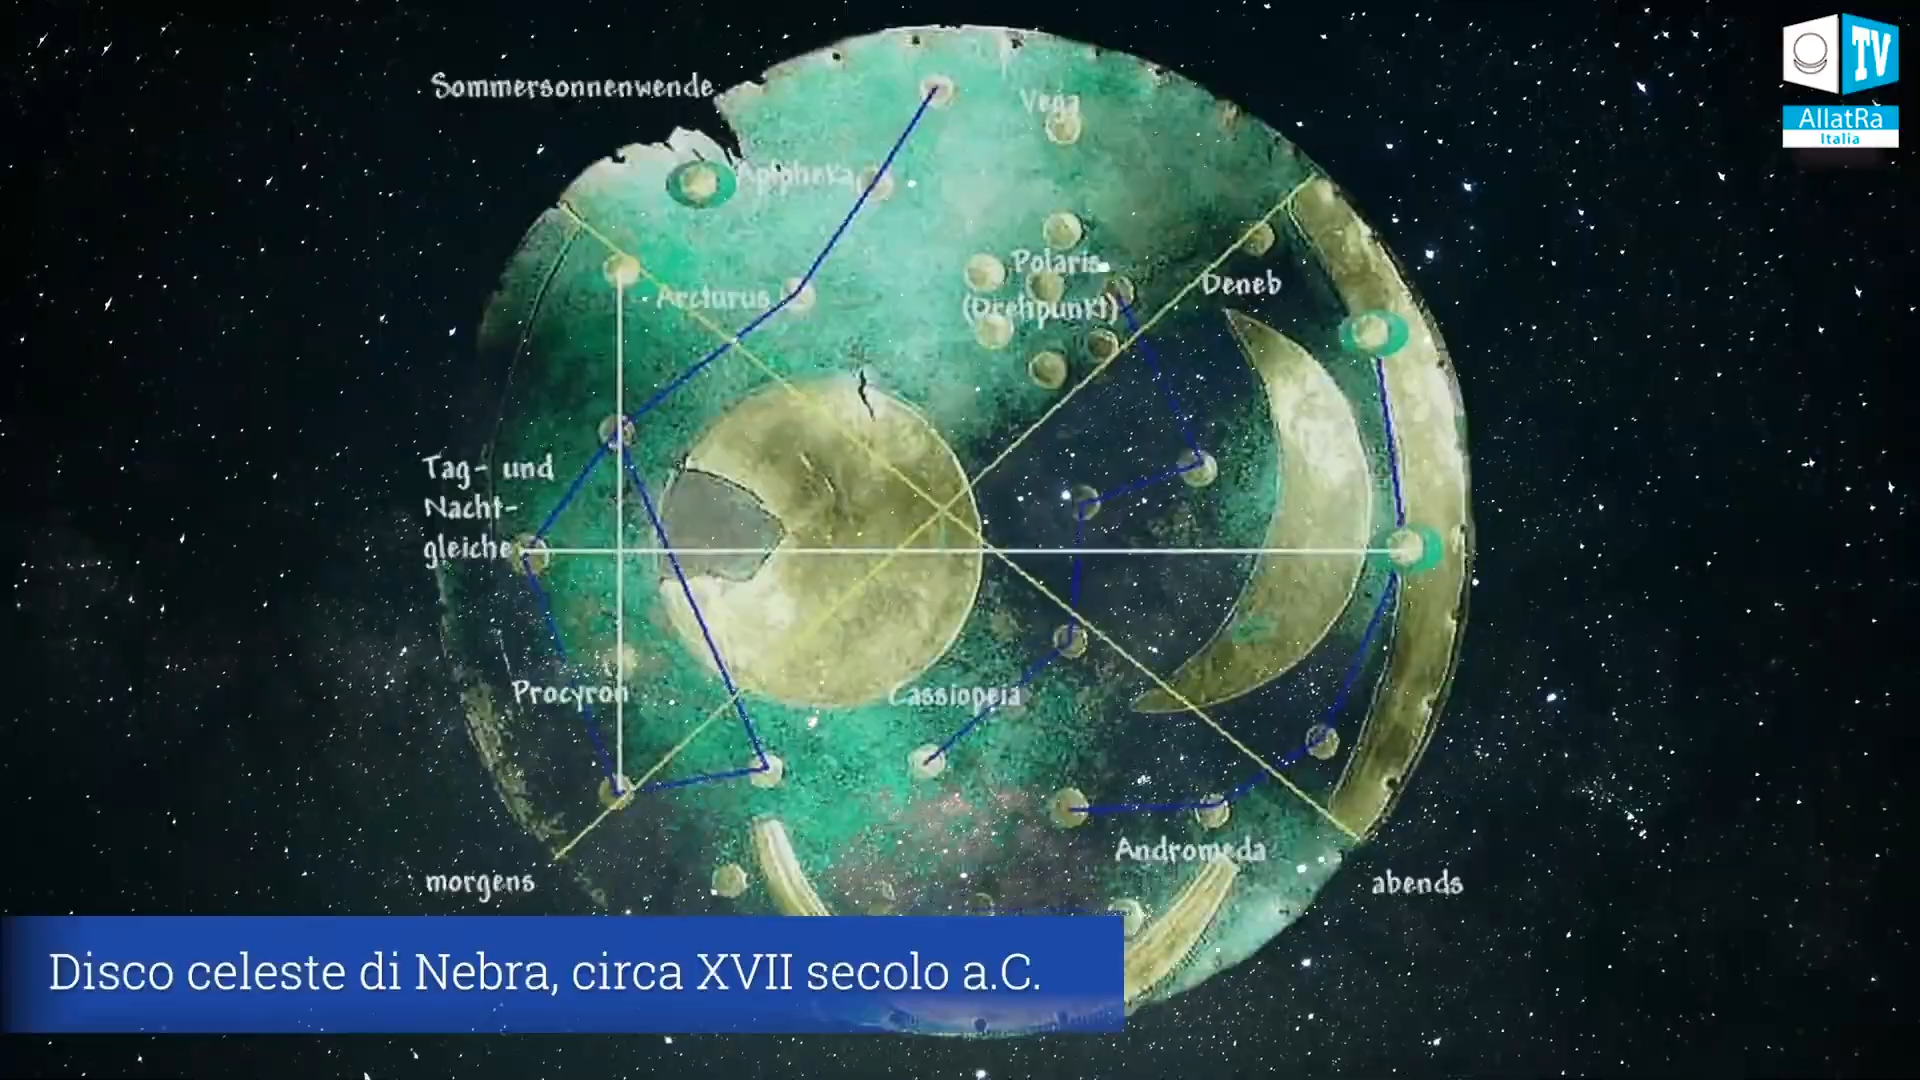 TV
AllatRa
Italia
Sommersonnenwende
Vega
Arcturus
Polaris
(Drehpunkt)
Deneb
Tag- und
Nacht-
gleiche
Procyron
Cassiopeia
Andromeda
morgens
abends
Disco celeste di Nebra, circa XVII secolo a.C.